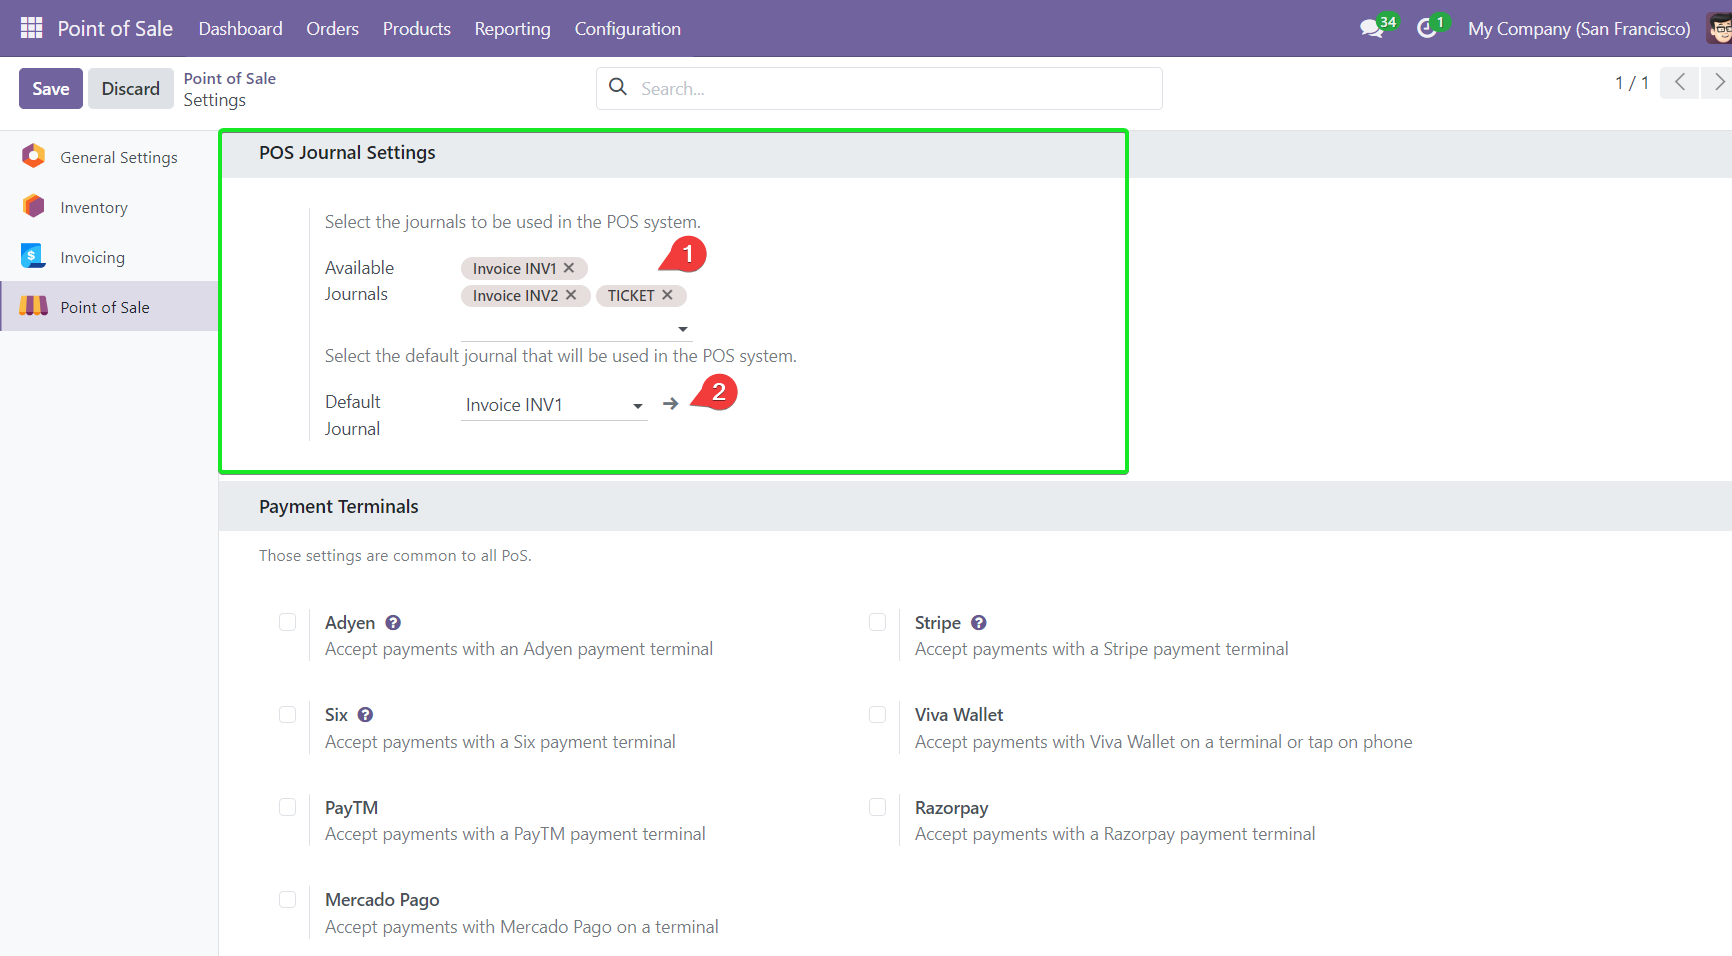 Point of Sale Dashboard Orders Products Reporting Configuration 34 1 My Company (San Francisco)
Save Discard Point of Sale
Settings
Search...
1 / 1
General Settings
Inventory
Invoicing
Point of Sale
POS Journal Settings
Select the journals to be used in the POS system.
1
Available
Journals
Invoice INV1 ✕
Invoice INV2 ✕ TICKET ✕
Select the default journal that will be used in the POS system.
2
Default
Journal
Invoice INV1
Payment Terminals
Those settings are common to all PoS.
Adyen ?
Accept payments with an Adyen payment terminal
Stripe ?
Accept payments with a Stripe payment terminal
Six ?
Accept payments with a Six payment terminal
Viva Wallet
Accept payments with Viva Wallet on a terminal or tap on phone
PayTM
Accept payments with a PayTM payment terminal
Razorpay
Accept payments with a Razorpay payment terminal
Mercado Pago
Accept payments with Mercado Pago on a terminal